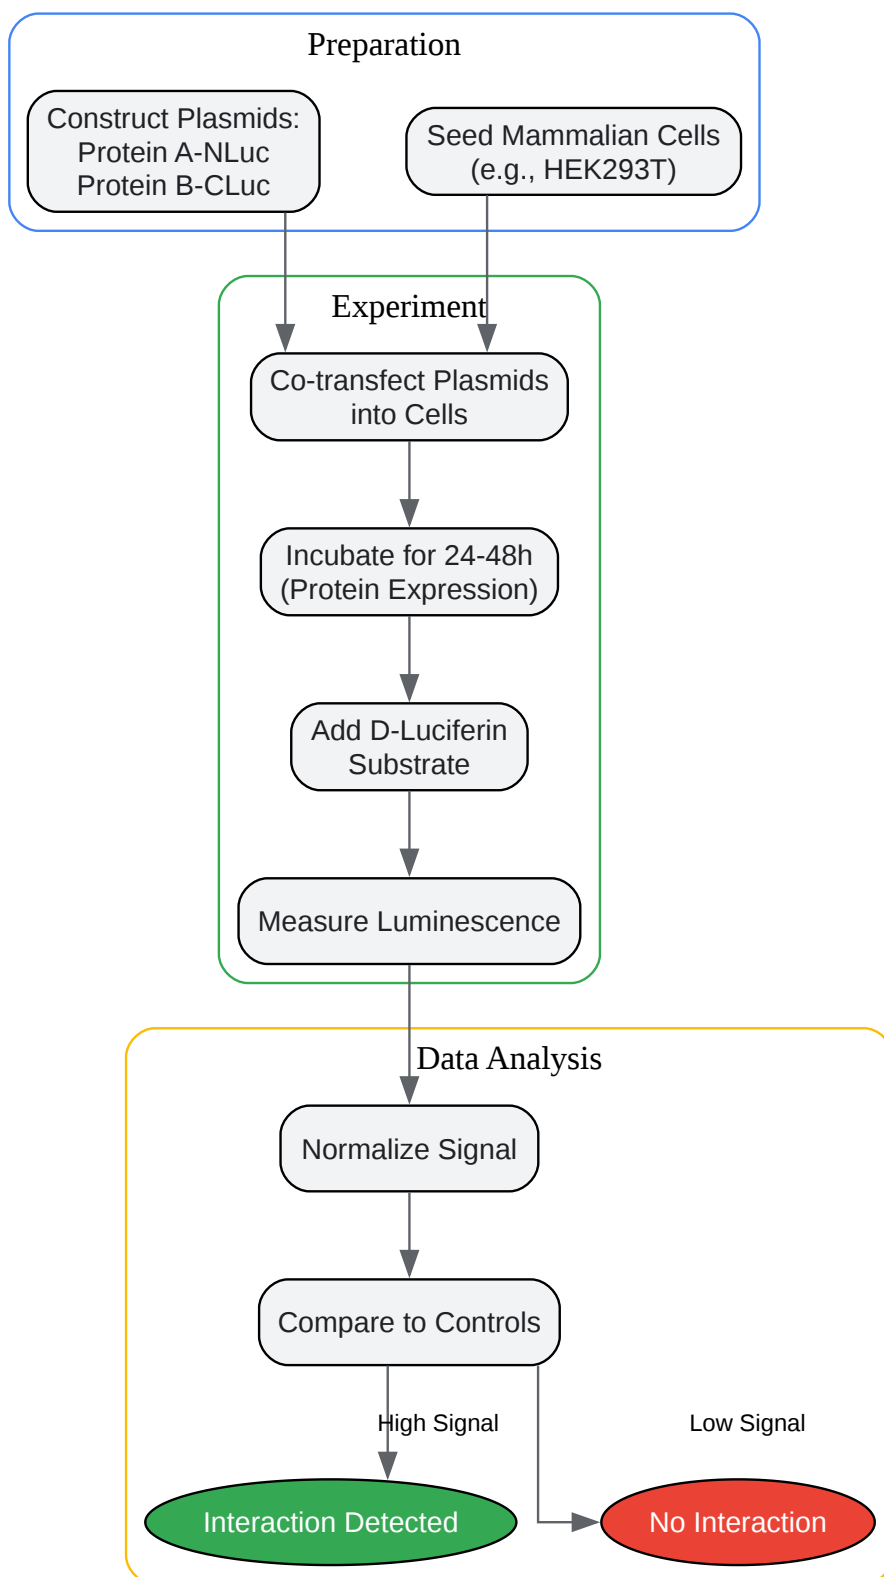 Preparation
Construct Plasmids:
Protein A-NLuc
Protein B-CLuc
Seed Mammalian Cells
(e.g., HEK293T)
Experiment
Co-transfect Plasmids
into Cells
Incubate for 24-48h
(Protein Expression)
Add D-Luciferin
Substrate
Measure Luminescence
Data Analysis
Normalize Signal
Compare to Controls
High Signal
Low Signal
Interaction Detected
No Interaction